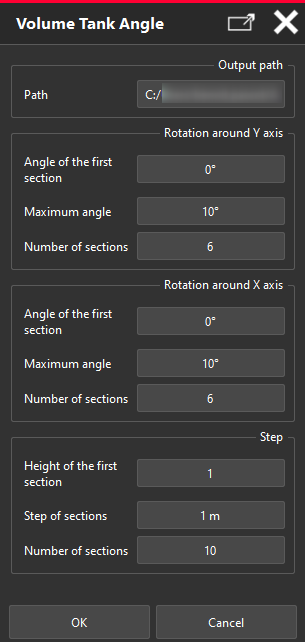 Volume Tank Angle
Output path
Path
C:/
Rotation around Y axis
Angle of the first
section
0°
Maximum angle
10°
Number of sections
6
Rotation around X axis
Angle of the first
section
0°
Maximum angle
10°
Number of sections
6
Step
Height of the first
section
1
Step of sections
1 m
Number of sections
10
OK
Cancel